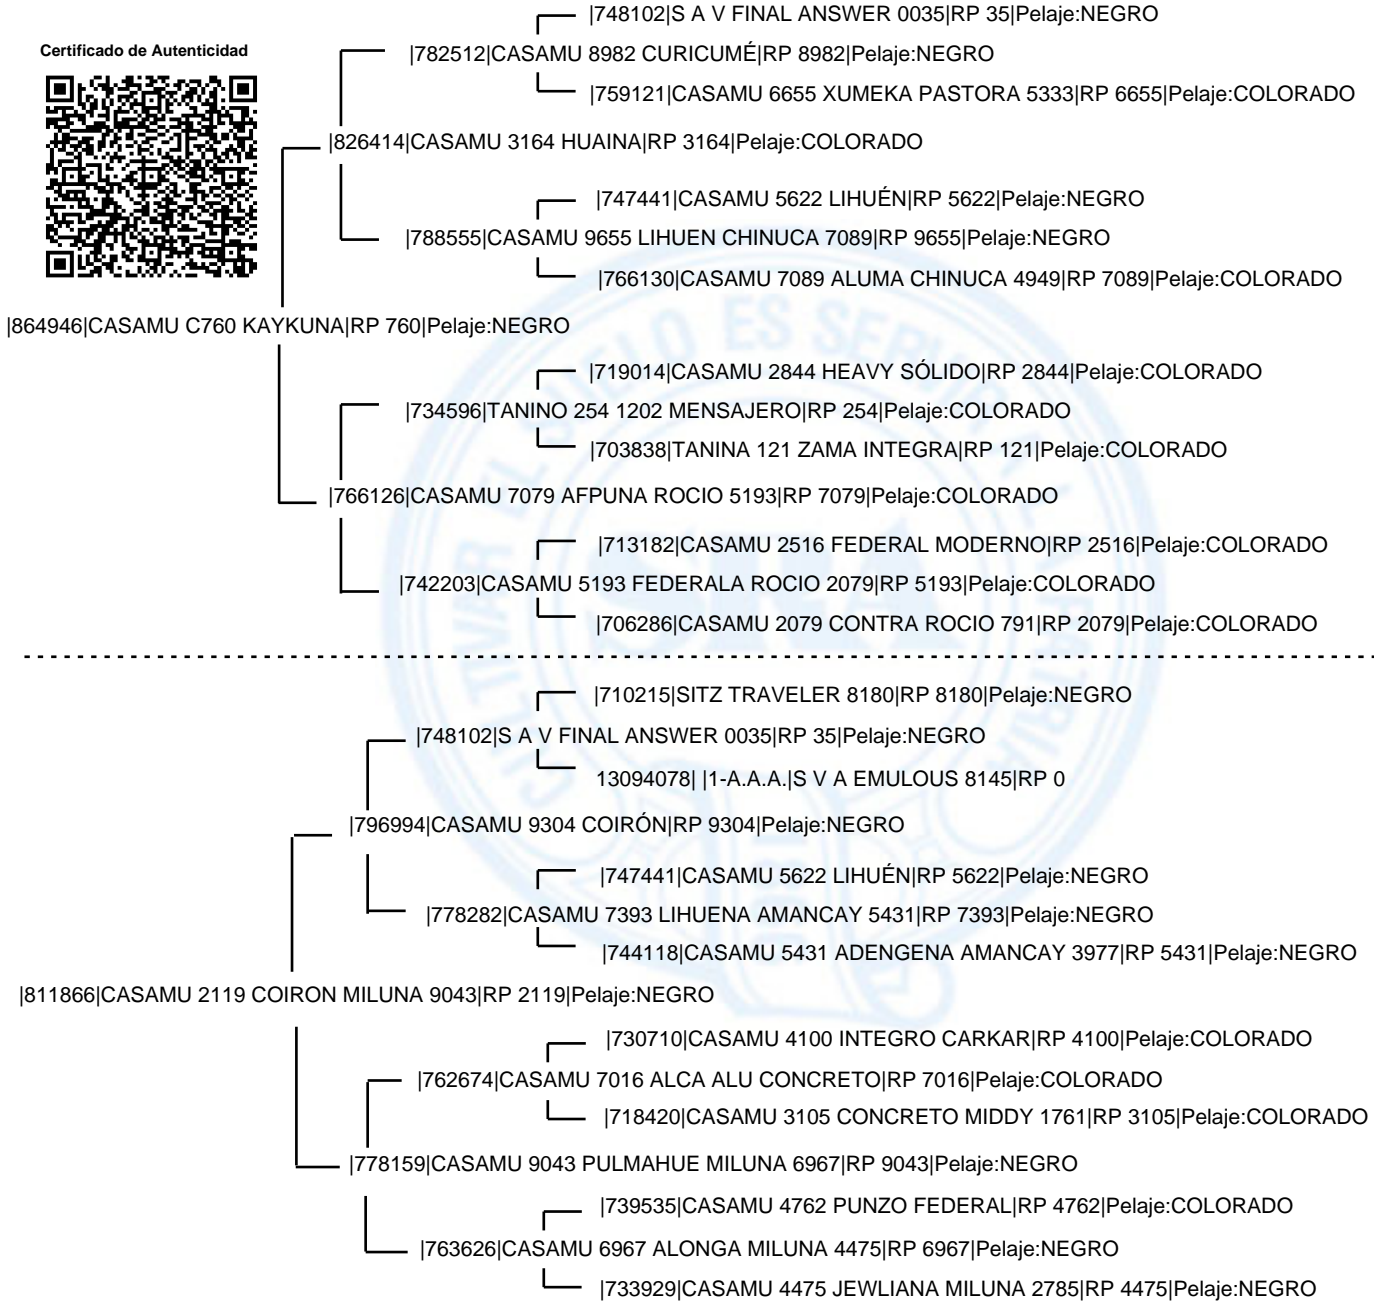 |748102|S A V FINAL ANSWER 0035|RP 35|Pelaje:NEGRO
Certificado de Autenticidad
|782512|CASAMU 8982 CURICUMÉ|RP 8982|Pelaje:NEGRO
|759121|CASAMU 6655 XUMEKA PASTORA 5333|RP 6655|Pelaje:COLORADO
|826414|CASAMU 3164 HUAINA|RP 3164|Pelaje:COLORADO
|747441|CASAMU 5622 LIHUÉN|RP 5622|Pelaje:NEGRO
|788555|CASAMU 9655 LIHUEN CHINUCA 7089|RP 9655|Pelaje:NEGRO
|766130|CASAMU 7089 ALUMA CHINUCA 4949|RP 7089|Pelaje:COLORADO
|864946|CASAMU C760 KAYKUNA|RP 760|Pelaje:NEGRO
|719014|CASAMU 2844 HEAVY SÓLIDO|RP 2844|Pelaje:COLORADO
|734596|TANINO 254 1202 MENSAJERO|RP 254|Pelaje:COLORADO
|703838|TANINA 121 ZAMA INTEGRA|RP 121|Pelaje:COLORADO
|766126|CASAMU 7079 AFPUNA ROCIO 5193|RP 7079|Pelaje:COLORADO
|713182|CASAMU 2516 FEDERAL MODERNO|RP 2516|Pelaje:COLORADO
|742203|CASAMU 5193 FEDERALA ROCIO 2079|RP 5193|Pelaje:COLORADO
|706286|CASAMU 2079 CONTRA ROCIO 791|RP 2079|Pelaje:COLORADO
|710215|SITZ TRAVELER 8180|RP 8180|Pelaje:NEGRO
|748102|S A V FINAL ANSWER 0035|RP 35|Pelaje:NEGRO
13094078| |1-A.A.A.|S V A EMULOUS 8145|RP 0
|796994|CASAMU 9304 COIRÓN|RP 9304|Pelaje:NEGRO
|747441|CASAMU 5622 LIHUÉN|RP 5622|Pelaje:NEGRO
|778282|CASAMU 7393 LIHUENA AMANCAY 5431|RP 7393|Pelaje:NEGRO
|744118|CASAMU 5431 ADENGENA AMANCAY 3977|RP 5431|Pelaje:NEGRO
|811866|CASAMU 2119 COIRON MILUNA 9043|RP 2119|Pelaje:NEGRO
|730710|CASAMU 4100 INTEGRO CARKAR|RP 4100|Pelaje:COLORADO
|762674|CASAMU 7016 ALCA ALU CONCRETO|RP 7016|Pelaje:COLORADO
|718420|CASAMU 3105 CONCRETO MIDDY 1761|RP 3105|Pelaje:COLORADO
|778159|CASAMU 9043 PULMAHUE MILUNA 6967|RP 9043|Pelaje:NEGRO
|739535|CASAMU 4762 PUNZO FEDERAL|RP 4762|Pelaje:COLORADO
|763626|CASAMU 6967 ALONGA MILUNA 4475|RP 6967|Pelaje:NEGRO
|733929|CASAMU 4475 JEWLIANA MILUNA 2785|RP 4475|Pelaje:NEGRO
CULTIVAR EL SUELO ES SERVIR A LA PATRIA
SRA
1866